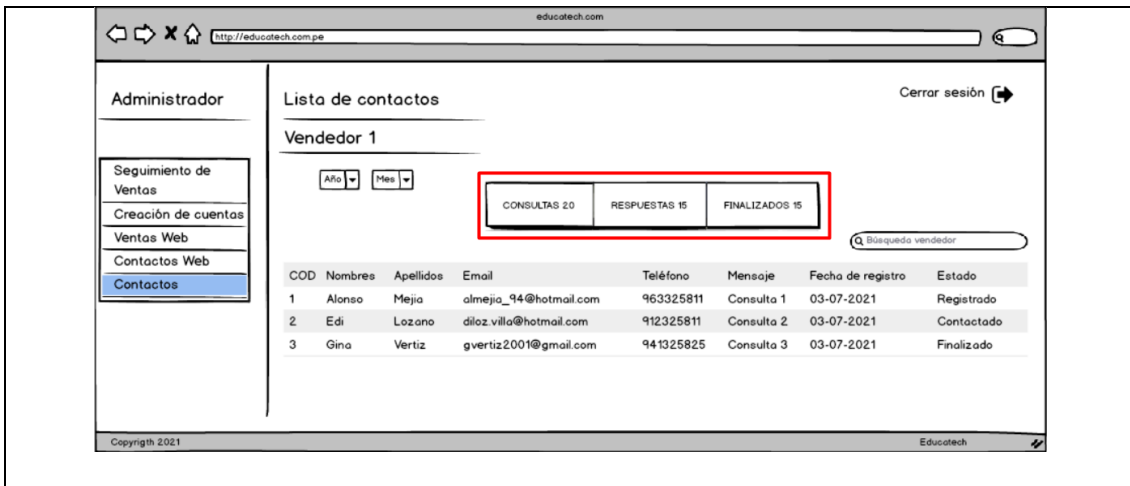 educatech.com
http://educatech.com.pe
Administrador
Lista de contactos
Cerrar sesión
Vendedor 1
Seguimiento de
Ventas
Creación de cuentas
Ventas Web
Contactos Web
Contactos
Año
Mes
CONSULTAS 20
RESPUESTAS 15
FINALIZADOS 15
Búsqueda vendedor
COD Nombres Apellidos Email Teléfono Mensaje Fecha de registro Estado
1 Alonso Mejia almejia_94@hotmail.com 963325811 Consulta 1 03-07-2021 Registrado
2 Edi Lozano diloz.villa@hotmail.com 912325811 Consulta 2 03-07-2021 Contactado
3 Gina Vertiz gvertiz2001@gmail.com 941325825 Consulta 3 03-07-2021 Finalizado
Copyrigth 2021
Educatech